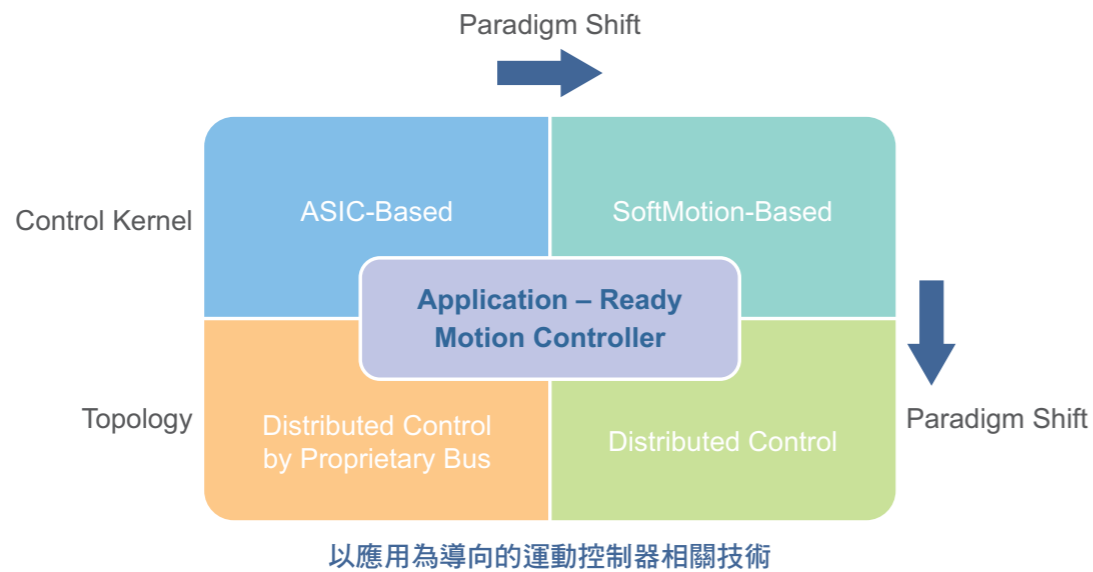 Paradigm Shift
Control Kernel
ASIC-Based
SoftMotion-Based
Application – Ready
Motion Controller
Topology
Distributed Control
by Proprietary Bus
Distributed Control
Paradigm Shift
以應用為導向的運動控制器相關技術